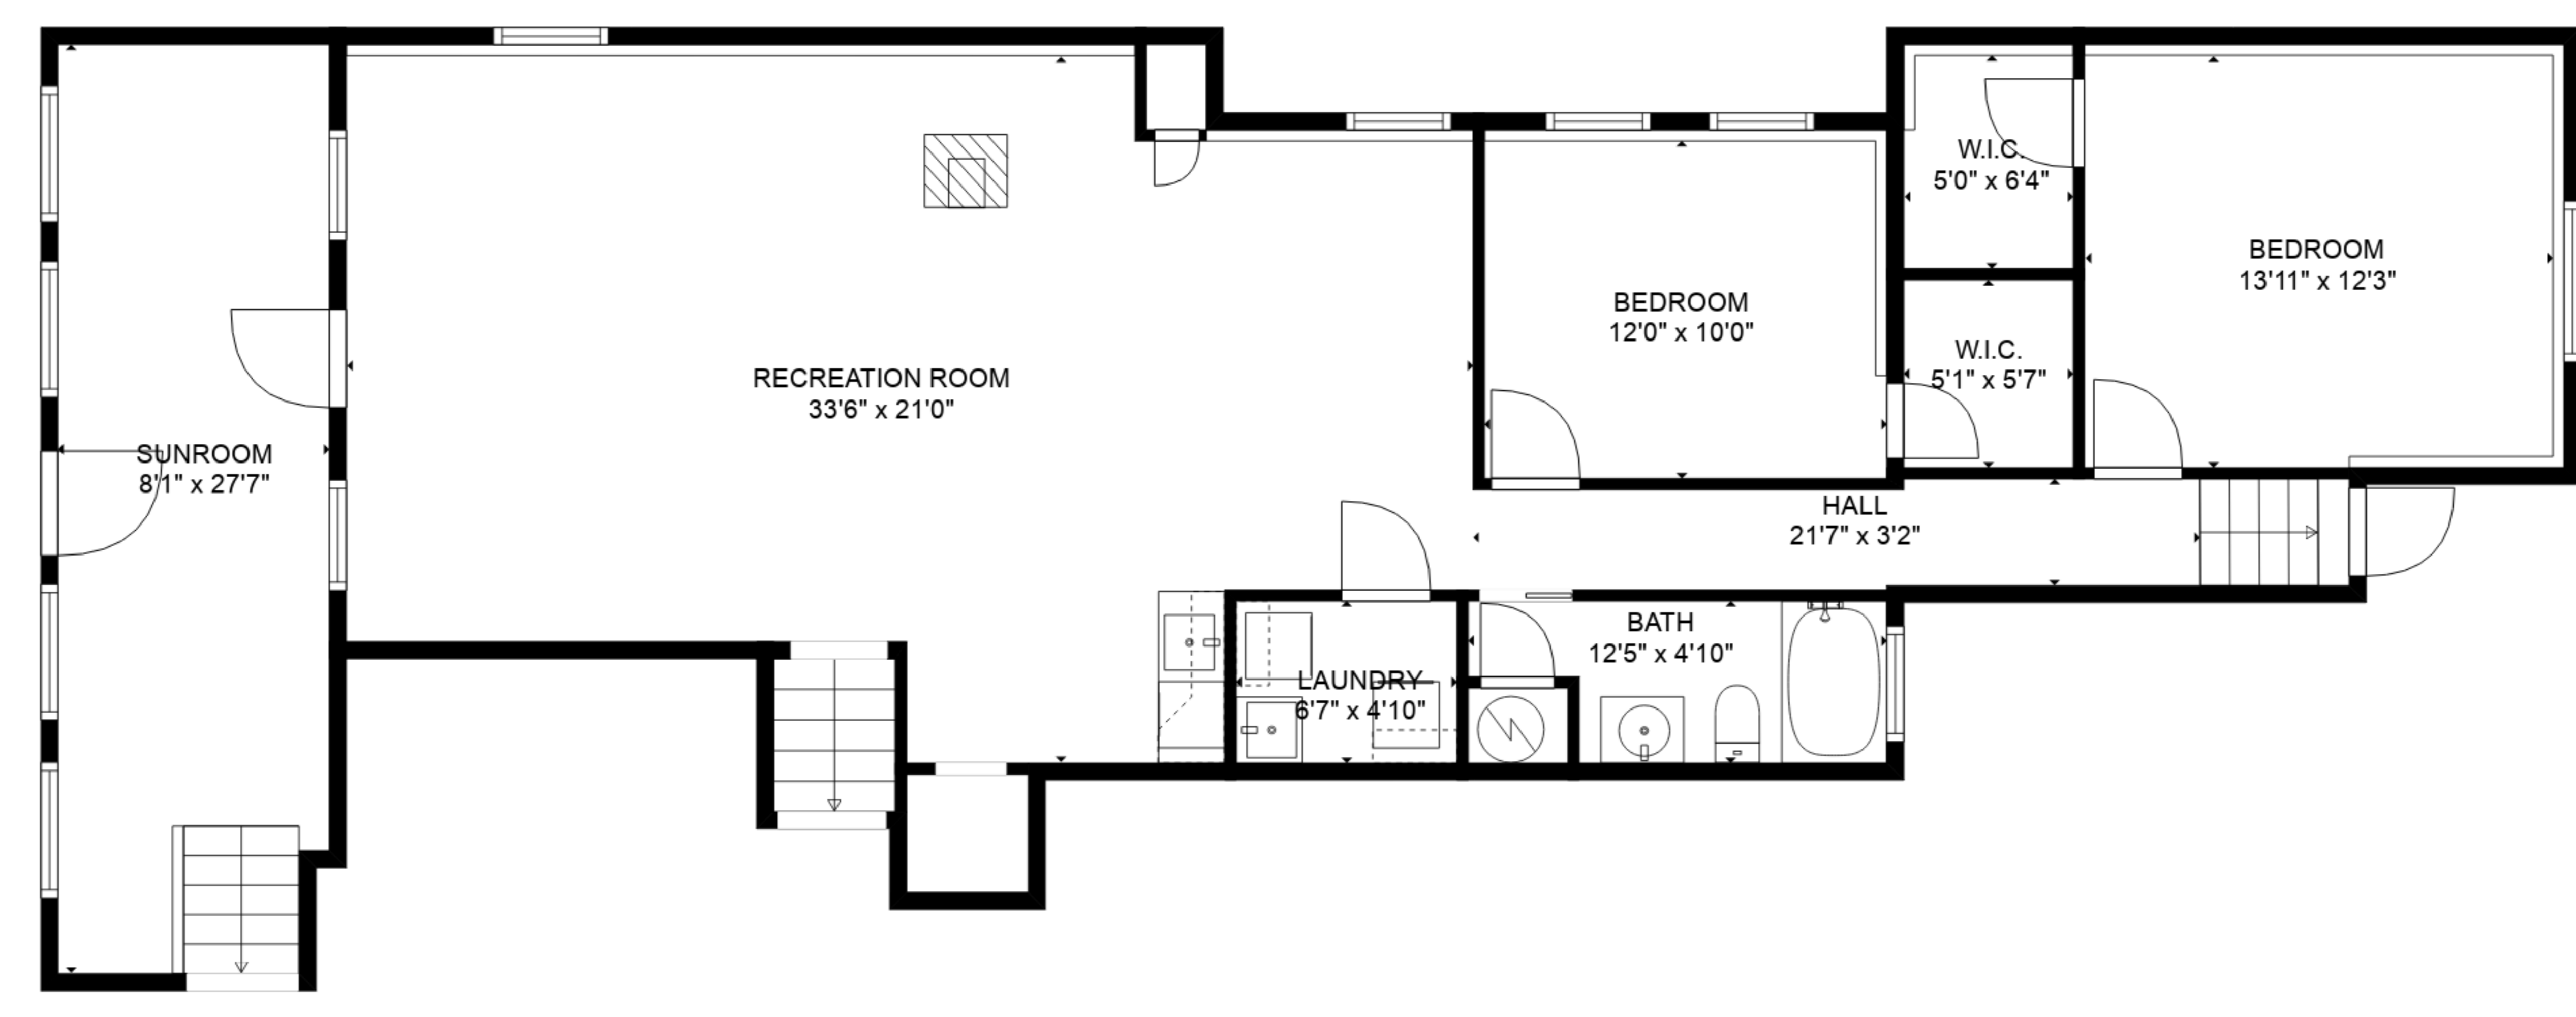 W.I.C.
5'0" x 6'4"
BEDROOM
13'11" x 12'3"
BEDROOM
12'0" x 10'0"
W.I.C.
5'1" x 5'7"
RECREATION ROOM
33'6" x 21'0"
SUNROOM
8'1" x 27'7"
HALL
21'7" x 3'2"
BATH
12'5" x 4'10"
LAUNDRY
6'7" x 4'10"